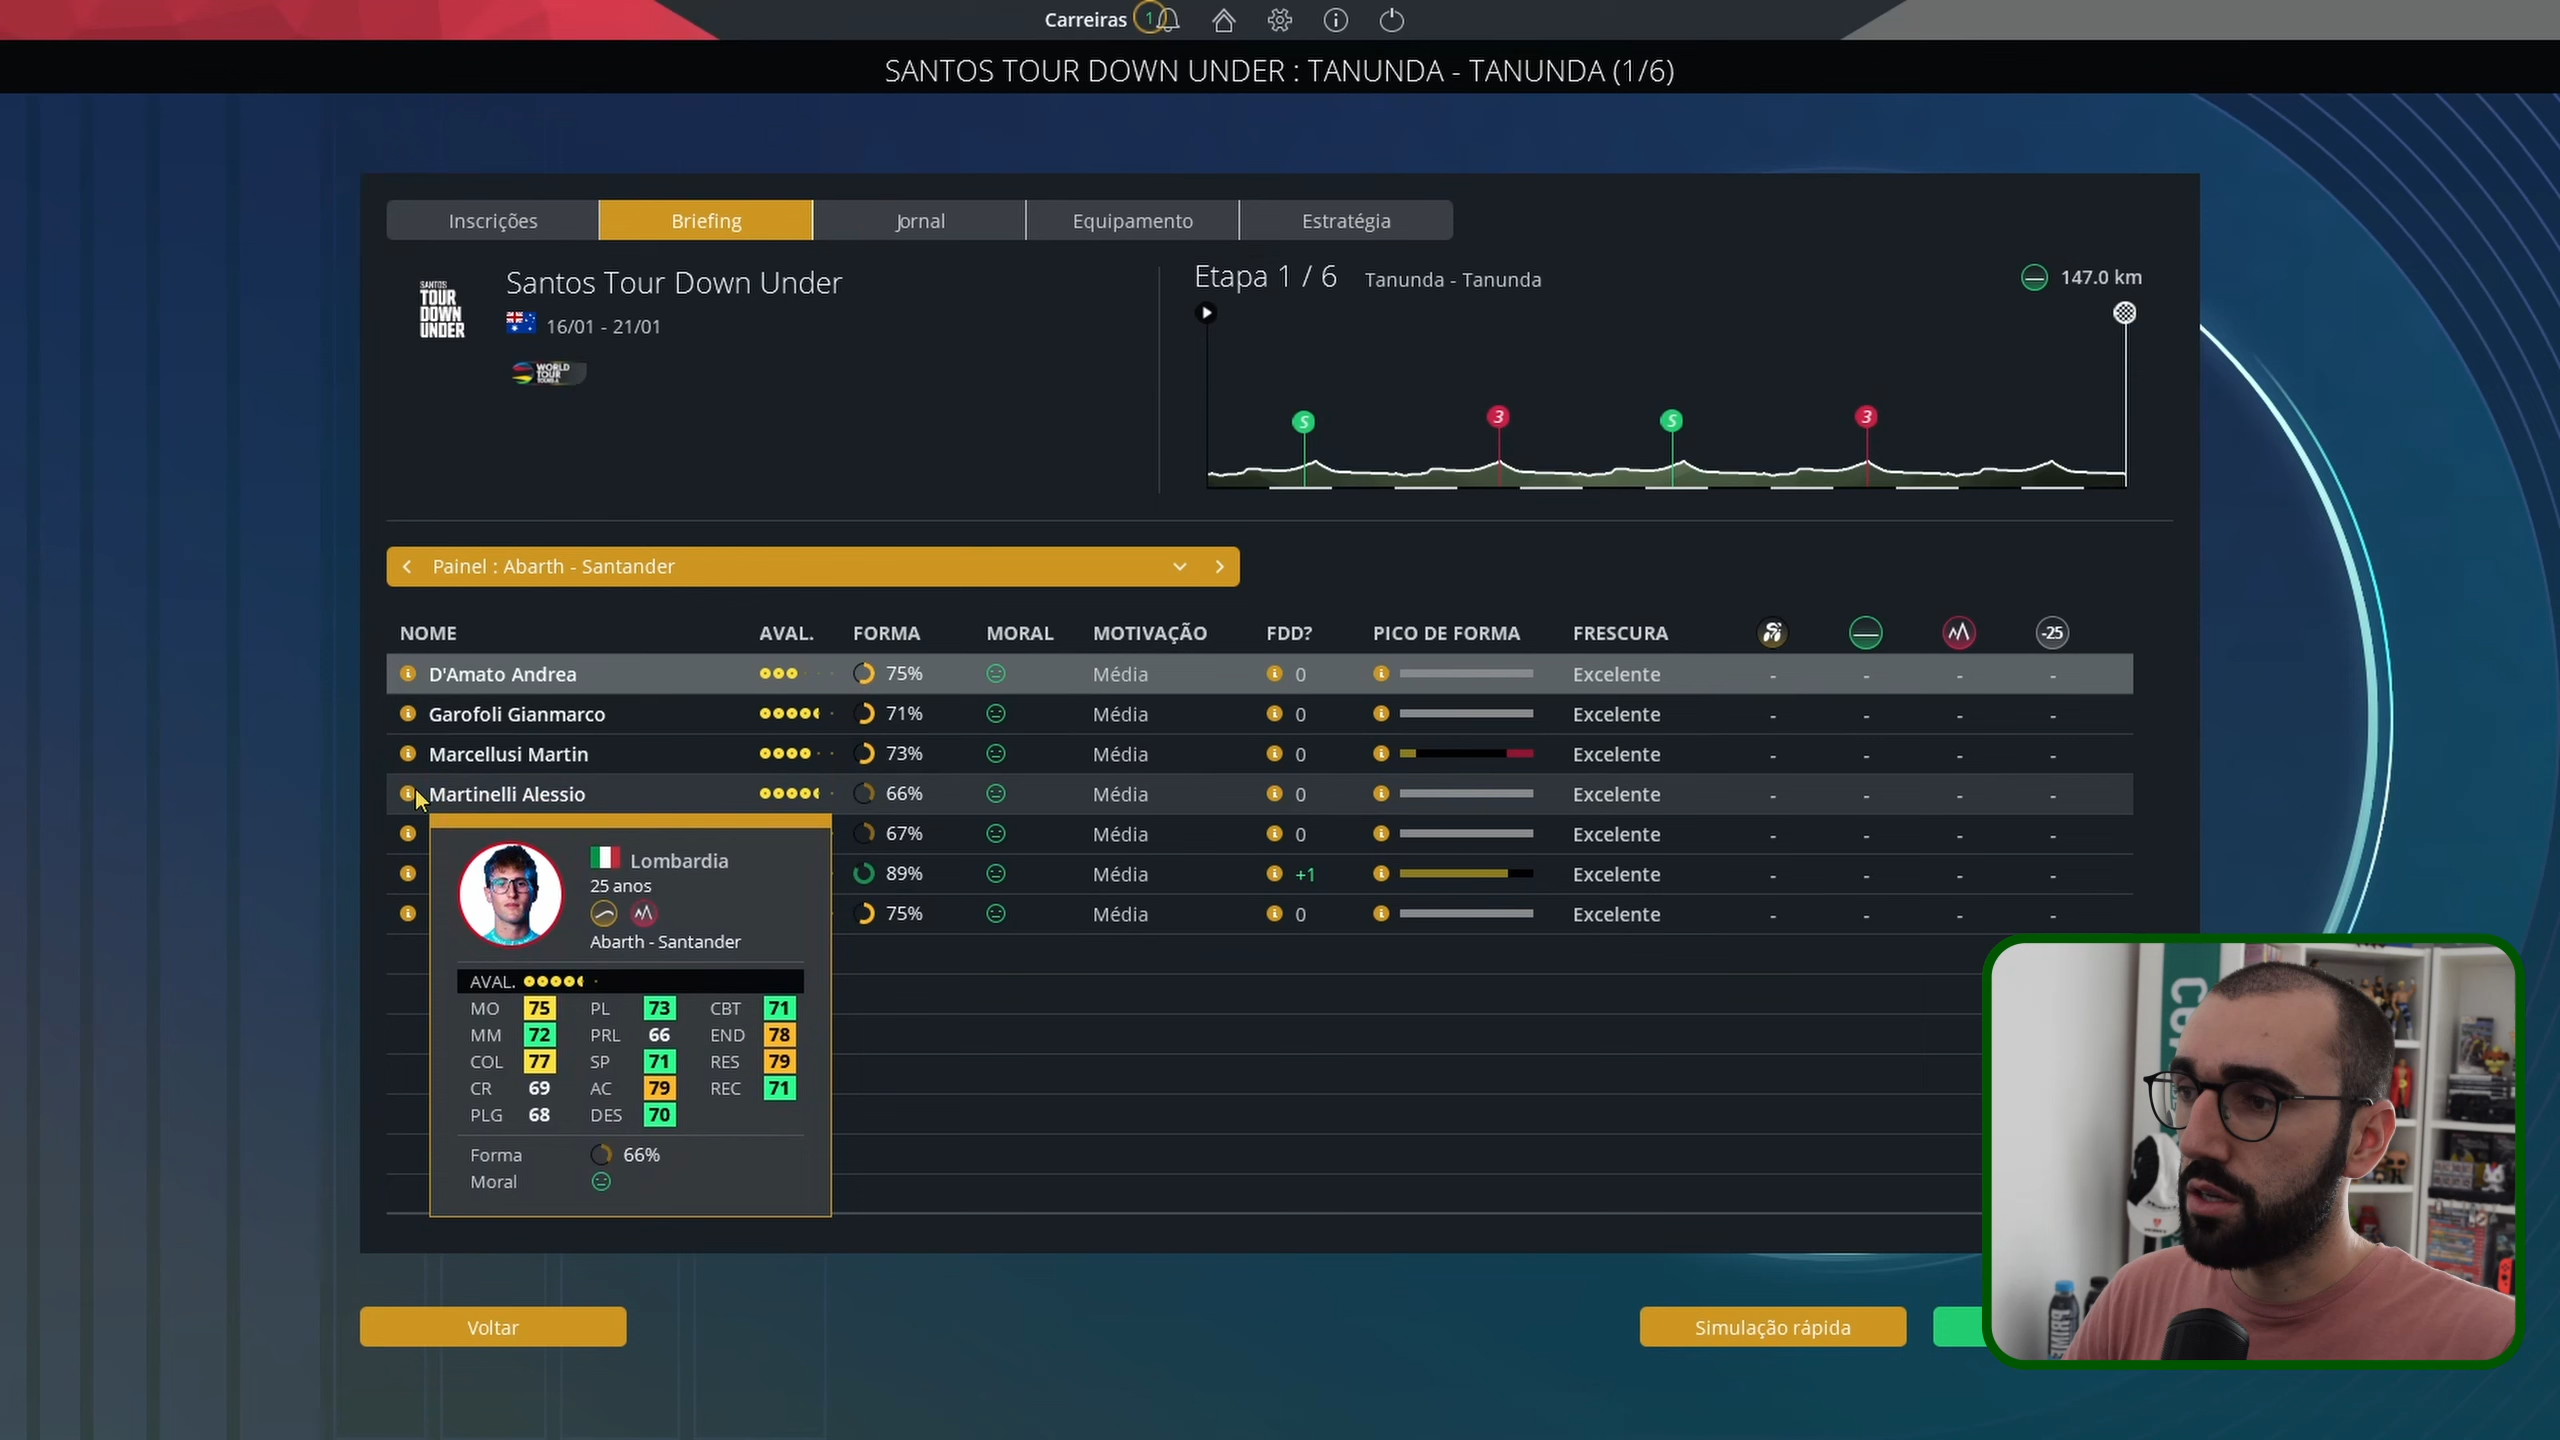 Carreiras 1
SANTOS TOUR DOWN UNDER : TANUNDA - TANUNDA (1/6)
Inscrições Briefing Jornal Equipamento Estratégia
SANTOS
TOUR
DOWN
UNDER
Santos Tour Down Under
16/01 - 21/01
WORLD
TOUR
Etapa 1 / 6 Tanunda - Tanunda 147.0 km
S 3 S 3
Painel : Abarth - Santander
NOME AVAL. FORMA MORAL MOTIVAÇÃO FDD? PICO DE FORMA FRESCURA -25
D'Amato Andrea 75% Média 0 Excelente - - - -
Garofoli Gianmarco 71% Média 0 Excelente - - - -
Marcellusi Martin 73% Média 0 Excelente - - - -
Martinelli Alessio 66% Média 0 Excelente - - - -
67% Média 0 Excelente - - - -
89% Média +1 Excelente - - - -
75% Média 0 Excelente - - - -
Lombardia
25 anos
Abarth - Santander
AVAL.
MO 75 PL 73 CBT 71
MM 72 PRL 66 END 78
COL 77 SP 71 RES 79
CR 69 AC 79 REC 71
PLG 68 DES 70
Forma 66%
Moral
Voltar
Simulação rápida